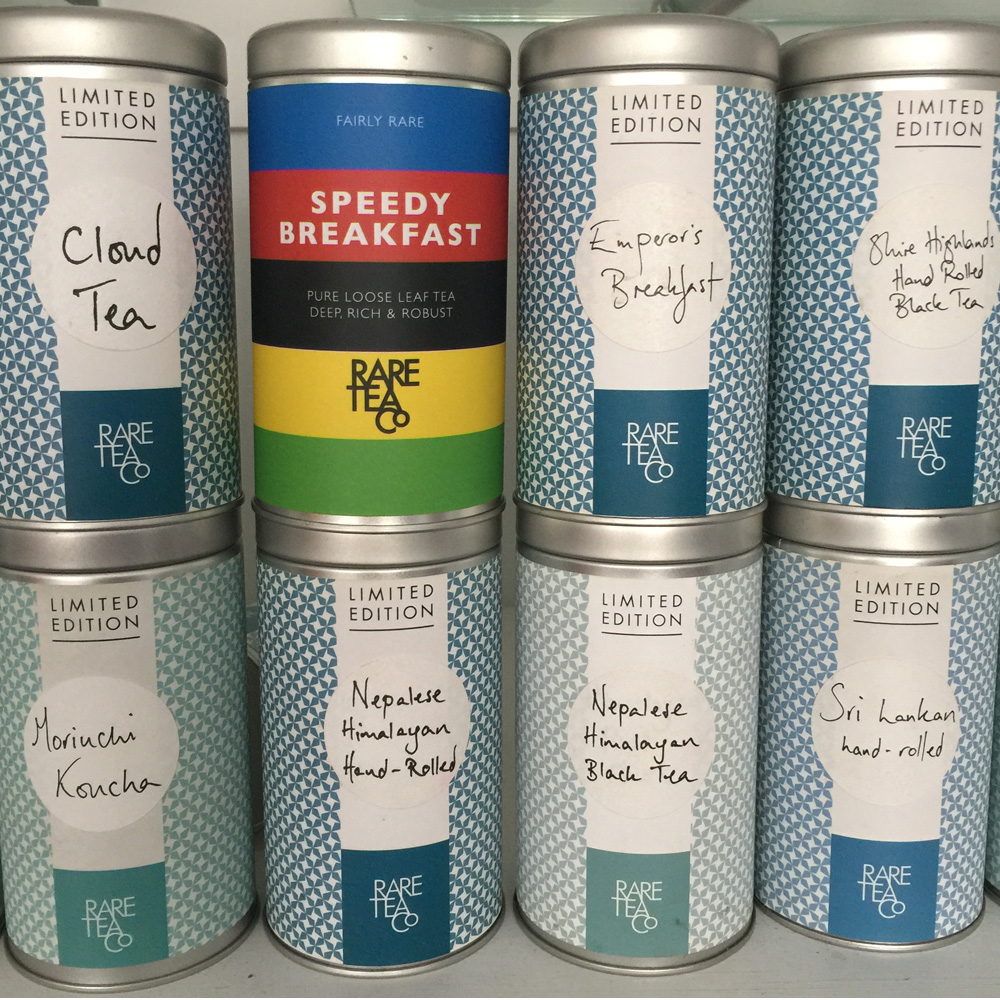 LIMITED
EDITION
Cloud
Tea
RARE
TEA
Co
FAIRLY RARE
SPEEDY
BREAKFAST
PURE LOOSE LEAF TEA
DEEP, RICH & ROBUST
RARE
TEA
Co
LIMITED
EDITION
Emperor's
Breakfast
RARE
TEA
Co
LIMITED
EDITION
Shire Highlands
Hand Rolled
Black Tea
RARE
TEA
Co
LIMITED
EDITION
Moriuchi
Koucha
RARE
TEA
Co
LIMITED
EDITION
Nepalese
Himalayan
Hand-Rolled
RARE
TEA
Co
LIMITED
EDITION
Nepalese
Himalayan
Black Tea
RARE
TEA
Co
LIMITED
EDITION
Sri Lankan
hand-rolled
RARE
TEA
Co